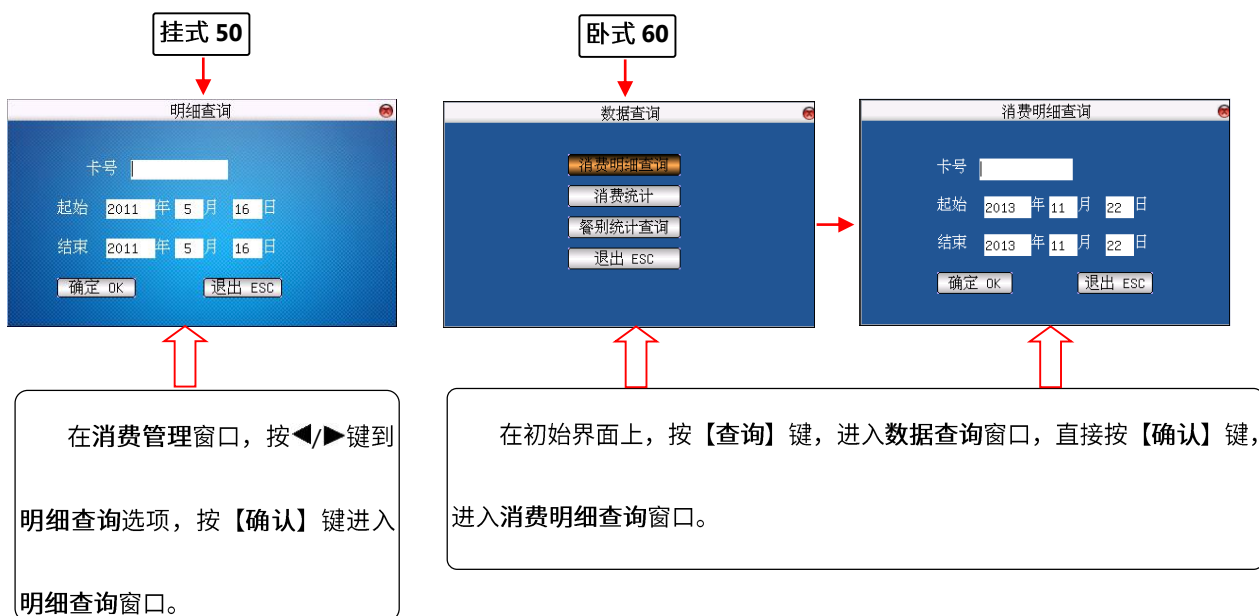 挂式 50
明细查询
卡号
起始 2011 年 5 月 16 日
结束 2011 年 5 月 16 日
确定 OK 退出 ESC
在消费管理窗口，按◀/▶键到
明细查询选项，按【确认】键进入
明细查询窗口。
卧式 60
数据查询
消费明细查询
消费统计
餐别统计查询
退出 ESC
消费明细查询
卡号
起始 2013 年 11 月 22 日
结束 2013 年 11 月 22 日
确定 OK 退出 ESC
在初始界面上，按【查询】键，进入数据查询窗口，直接按【确认】键，
进入消费明细查询窗口。